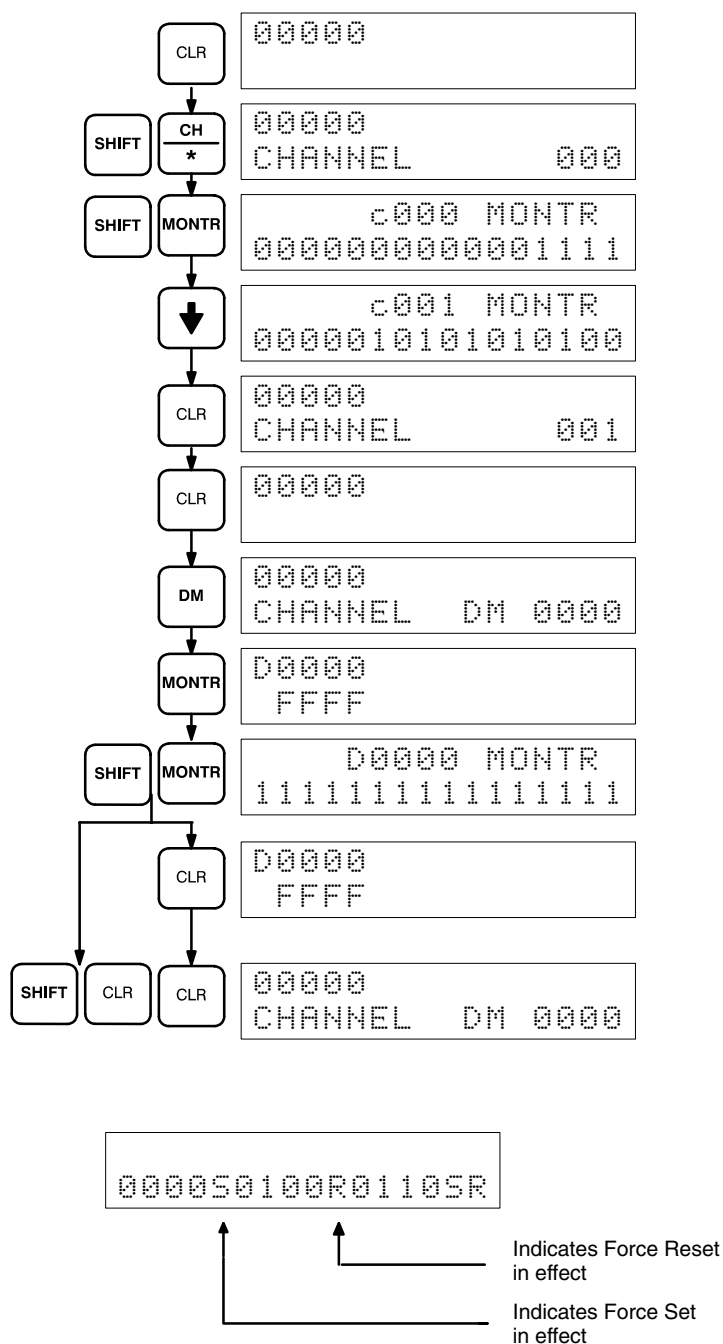 CLR
00000
SHIFT
CH
*
00000
CHANNEL 000
SHIFT
MONTR
c000 MONTR
0000000000001111
c001 MONTR
0000010101010100
CLR
00000
CHANNEL 001
CLR
00000
DM
00000
CHANNEL DM 0000
MONTR
D0000
FFFF
SHIFT
MONTR
D0000 MONTR
1111111111111111
CLR
D0000
FFFF
SHIFT
CLR
CLR
00000
CHANNEL DM 0000
0000S0100R0110SR
Indicates Force Reset
in effect
Indicates Force Set
in effect